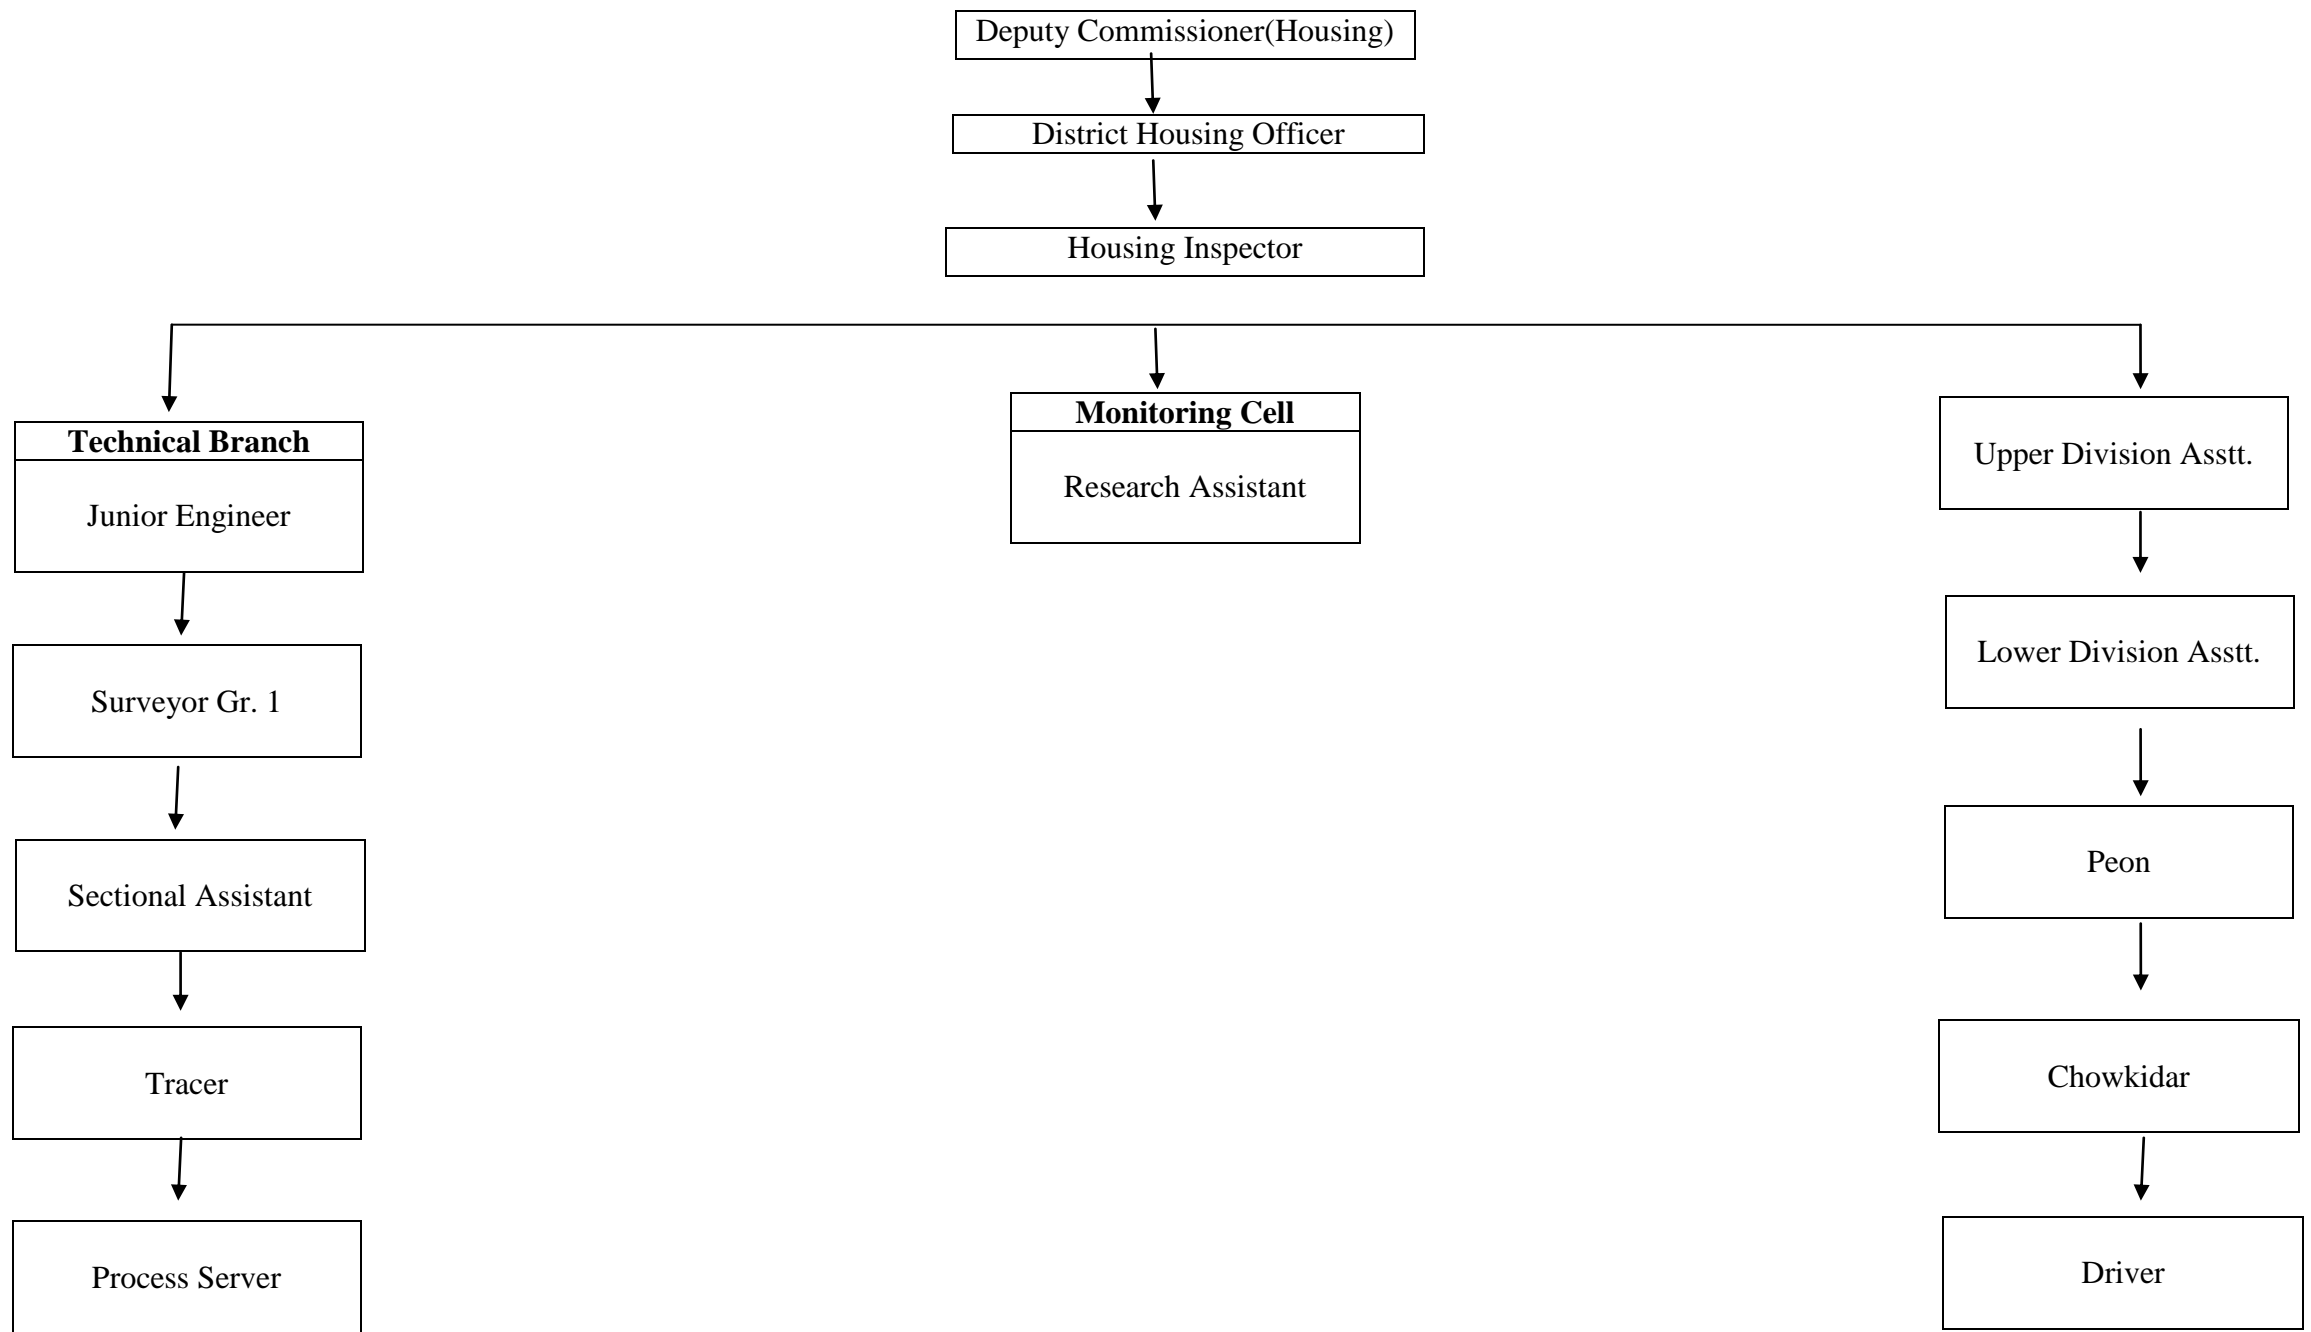 Deputy Commissioner(Housing)
District Housing Officer
Housing Inspector
Technical Branch
Junior Engineer
Surveyor Gr. 1
Sectional Assistant
Tracer
Process Server
Monitoring Cell
Research Assistant
Upper Division Asstt.
Lower Division Asstt.
Peon
Chowkidar
Driver